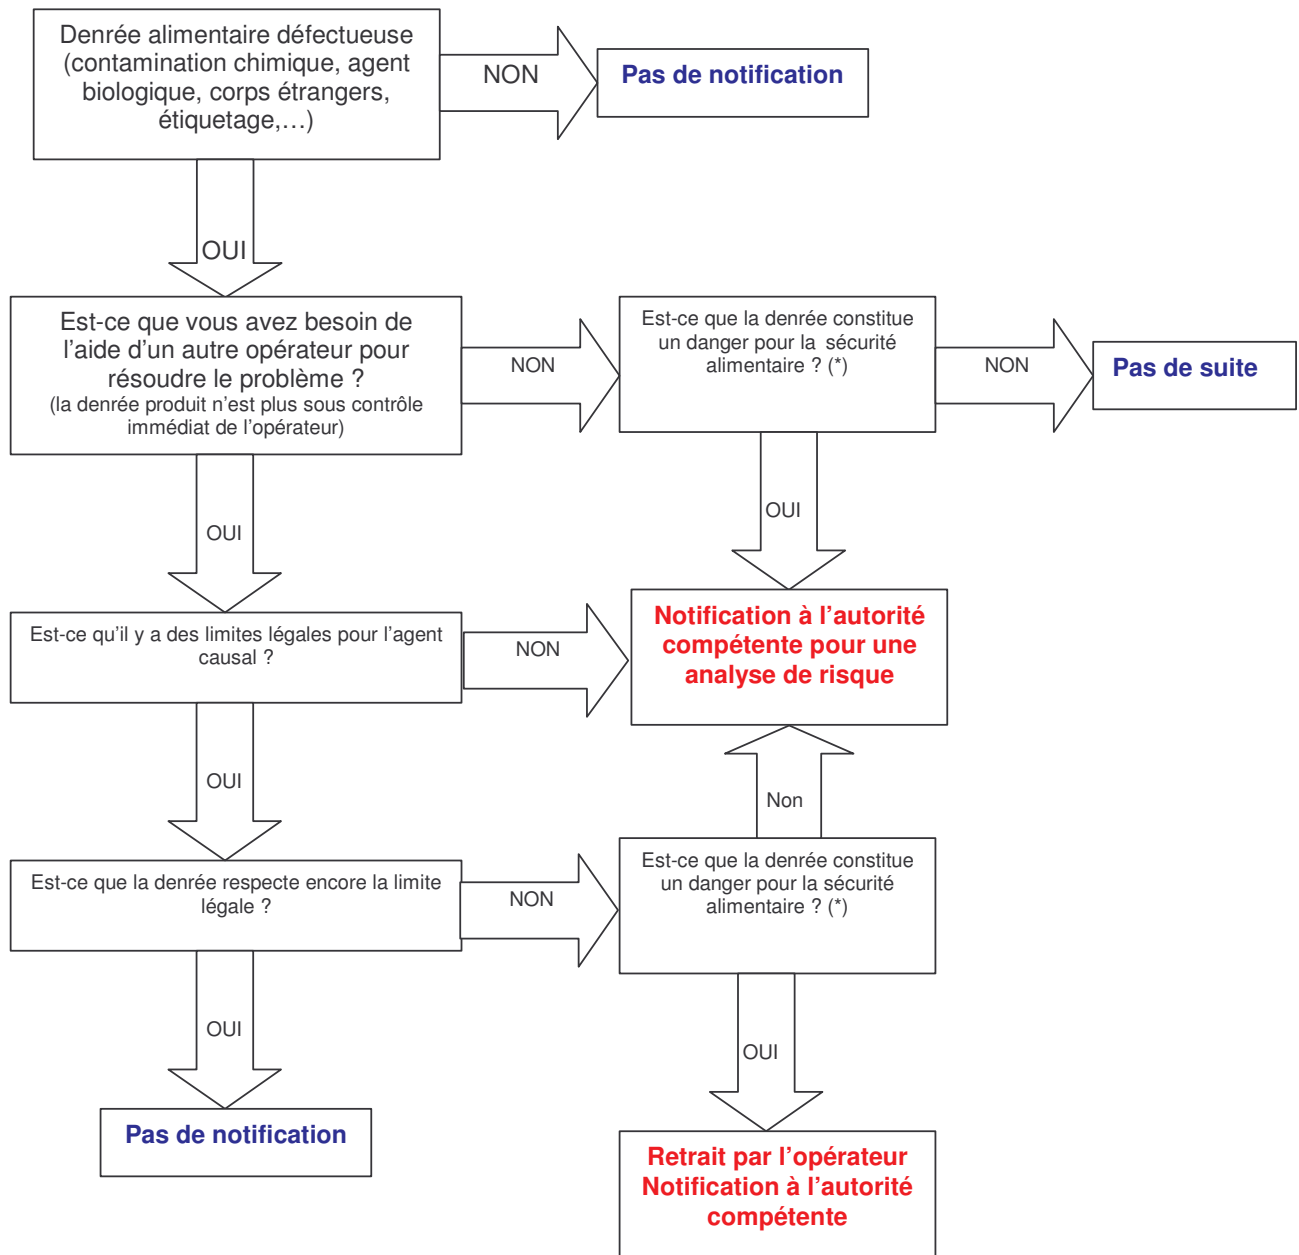 Denrée alimentaire défectueuse
(contamination chimique, agent
biologique, corps étrangers,
étiquetage,…)
NON
Pas de notification
OUI
Est-ce que vous avez besoin de
l'aide d'un autre opérateur pour
résoudre le problème ?
(la denrée produit n'est plus sous contrôle
immédiat de l'opérateur)
NON
Est-ce que la denrée constitue
un danger pour la sécurité
alimentaire ? (*)
NON
Pas de suite
OUI
OUI
Est-ce qu'il y a des limites légales pour l'agent
causal ?
NON
Notification à l'autorité
compétente pour une
analyse de risque
OUI
Non
Est-ce que la denrée respecte encore la limite
légale ?
NON
Est-ce que la denrée constitue
un danger pour la sécurité
alimentaire ? (*)
OUI
OUI
Pas de notification
Retrait par l'opérateur
Notification à l'autorité
compétente